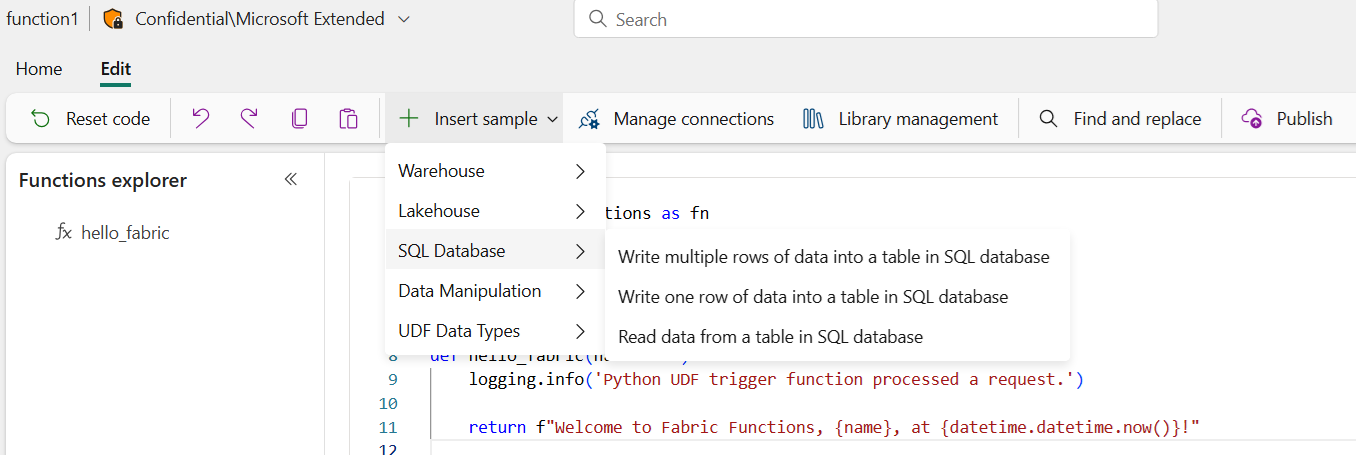 function1
Confidential\Microsoft Extended
Search
Home
Edit
Reset code
Insert sample
Manage connections
Library management
Find and replace
Publish
Functions explorer
hello_fabric
Warehouse
Lakehouse
SQL Database
Data Manipulation
UDF Data Types
Write multiple rows of data into a table in SQL database
Write one row of data into a table in SQL database
Read data from a table in SQL database
as fn
8 def hello_fabric(
9 logging.info('Python UDF trigger function processed a request.')
10
11 return f"Welcome to Fabric Functions, {name}, at {datetime.datetime.now()}!"
12